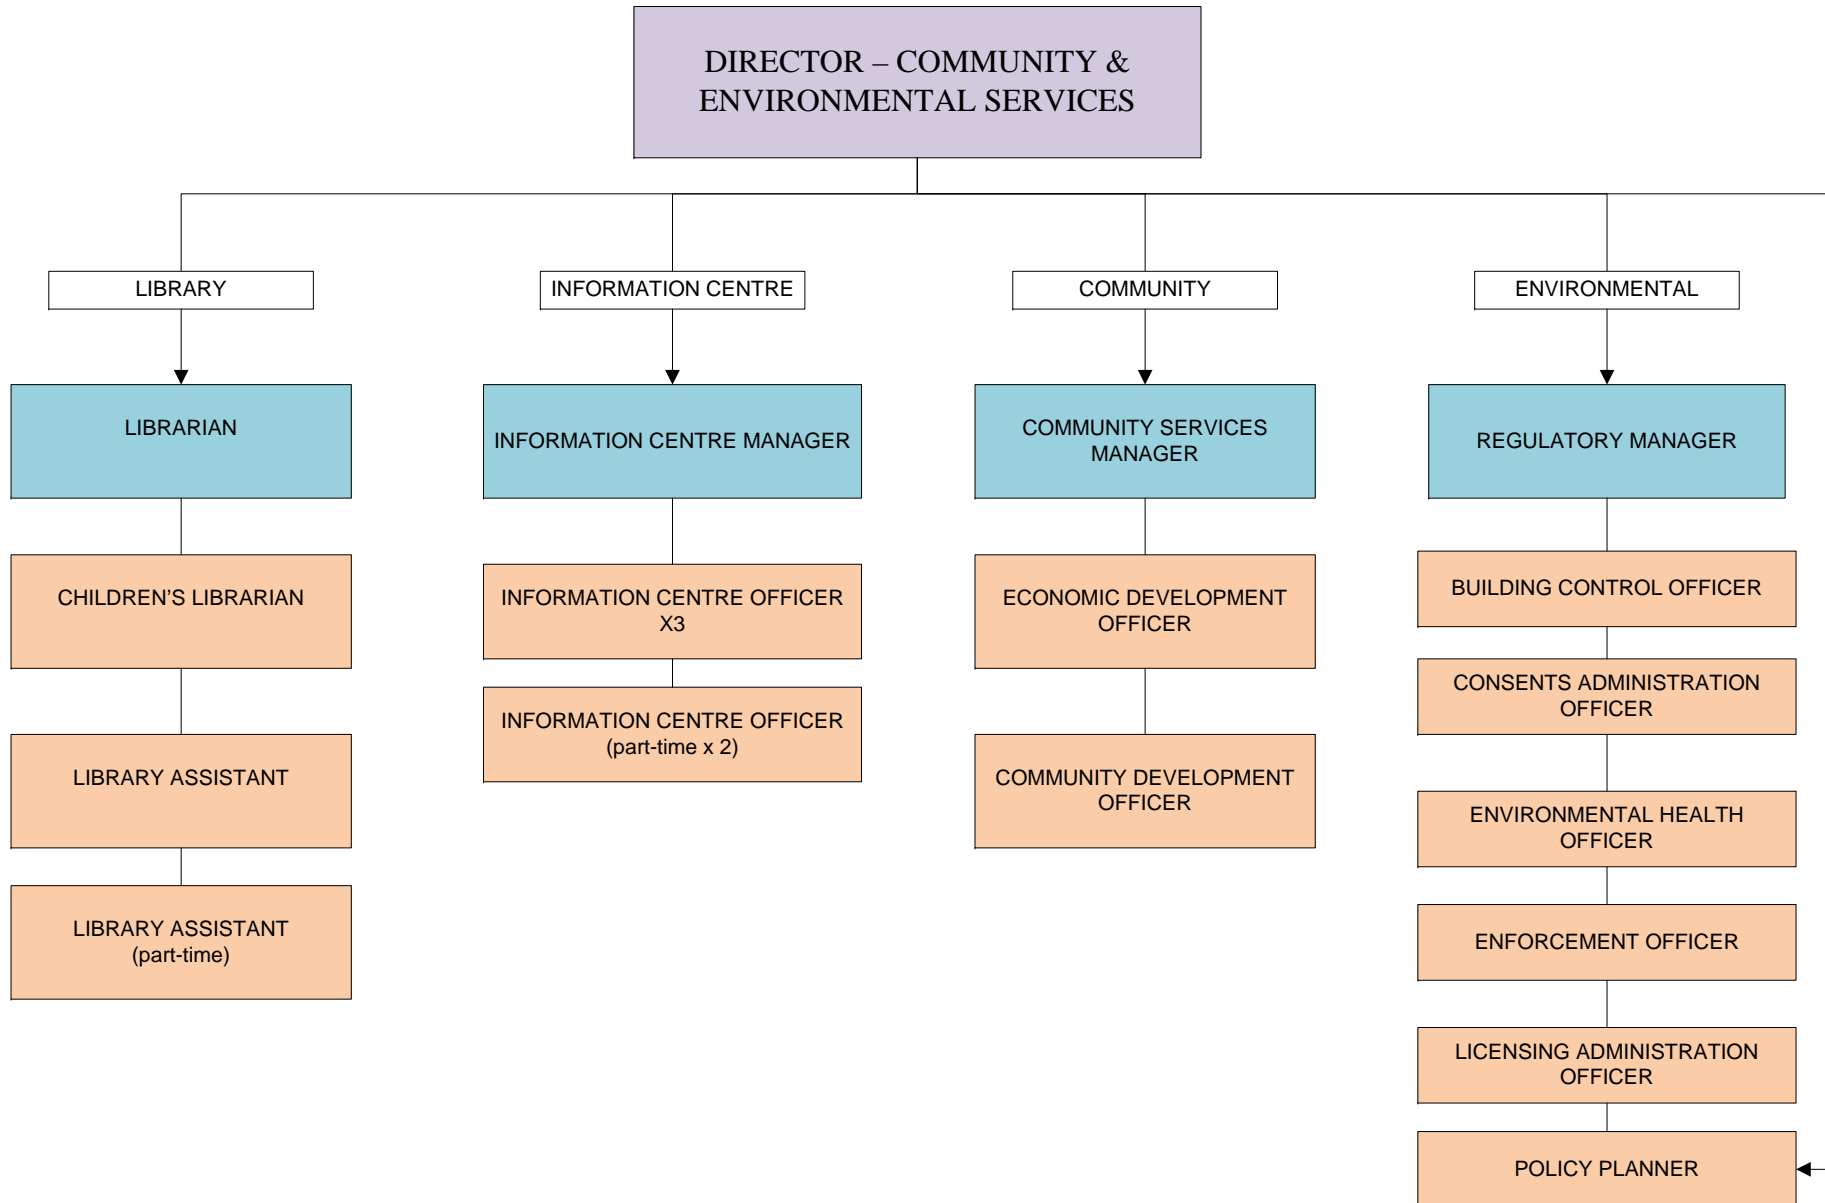 DIRECTOR – COMMUNITY &
ENVIRONMENTAL SERVICES
LIBRARY
INFORMATION CENTRE
COMMUNITY
ENVIRONMENTAL
LIBRARIAN
INFORMATION CENTRE MANAGER
COMMUNITY SERVICES
MANAGER
REGULATORY MANAGER
CHILDREN’S LIBRARIAN
INFORMATION CENTRE OFFICER
X3
ECONOMIC DEVELOPMENT
OFFICER
BUILDING CONTROL OFFICER
CONSENTS ADMINISTRATION
OFFICER
LIBRARY ASSISTANT
INFORMATION CENTRE OFFICER
(part-time x 2)
COMMUNITY DEVELOPMENT
OFFICER
ENVIRONMENTAL HEALTH
OFFICER
LIBRARY ASSISTANT
(part-time)
ENFORCEMENT OFFICER
LICENSING ADMINISTRATION
OFFICER
POLICY PLANNER